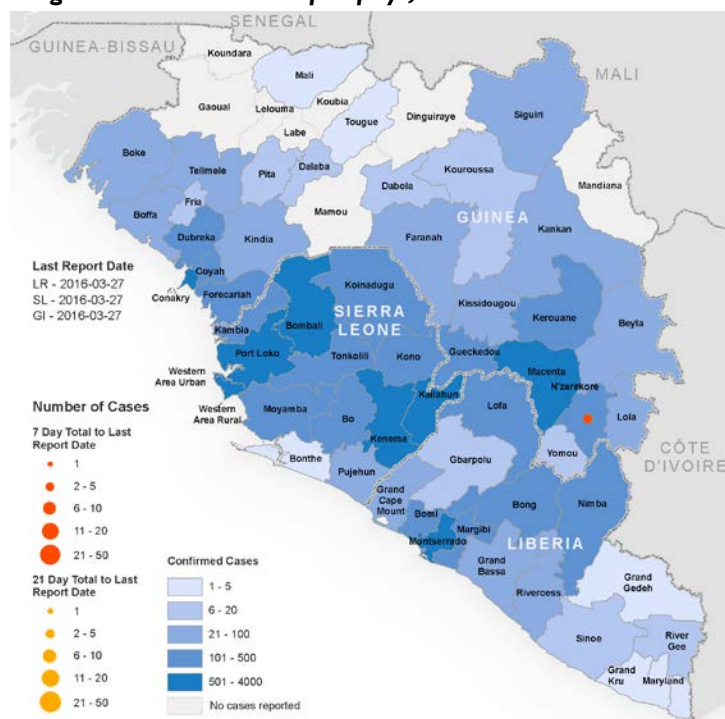 SENEGAL
GUINEA-BISSAU
MALI
Koundara
Mali
Gaoual
Lelouma
Koubia
Labe
Tougue
Dinguiraye
Siguiri
Boke
Telimele
Pita
Dalaba
Dabola
Kouroussa
Mandiana
Fria
Mamou
GUINEA
Boffa
Dubreka
Kindia
Faranah
Kankan
Last Report Date
LR - 2016-03-27
SL - 2016-03-27
GI - 2016-03-27
Coyah
Conakry
Forecariah
Koinadugu
SIERRA
LEONE
Kissidougou
Kerouane
Beyla
Kambia
Bombali
Port Loko
Tonkolili
Kono
Gueckedou
Macenta
N'zerekore
Western
Area Urban
Western
Area Rural
Moyamba
Bo
Kenema
Kailahun
Lofa
Lola
Yomou
CÔTE
D'IVOIRE
Bonthe
Pujehun
Gbarpolu
Grand
Cape
Mount
Bomi
Bong
Nimba
Margibi
Montserrado
LIBERIA
Grand
Bassa
Rivercess
Grand
Gedeh
Sinoe
River
Gee
Grand
Kru
Maryland
Number of Cases
7 Day Total to Last
Report Date
1
2 - 5
6 - 10
11 - 20
21 - 50
21 Day Total to Last
Report Date
1
2 - 5
6 - 10
11 - 20
21 - 50
Confirmed Cases
1 - 5
6 - 20
21 - 100
101 - 500
501 - 4000
No cases reported